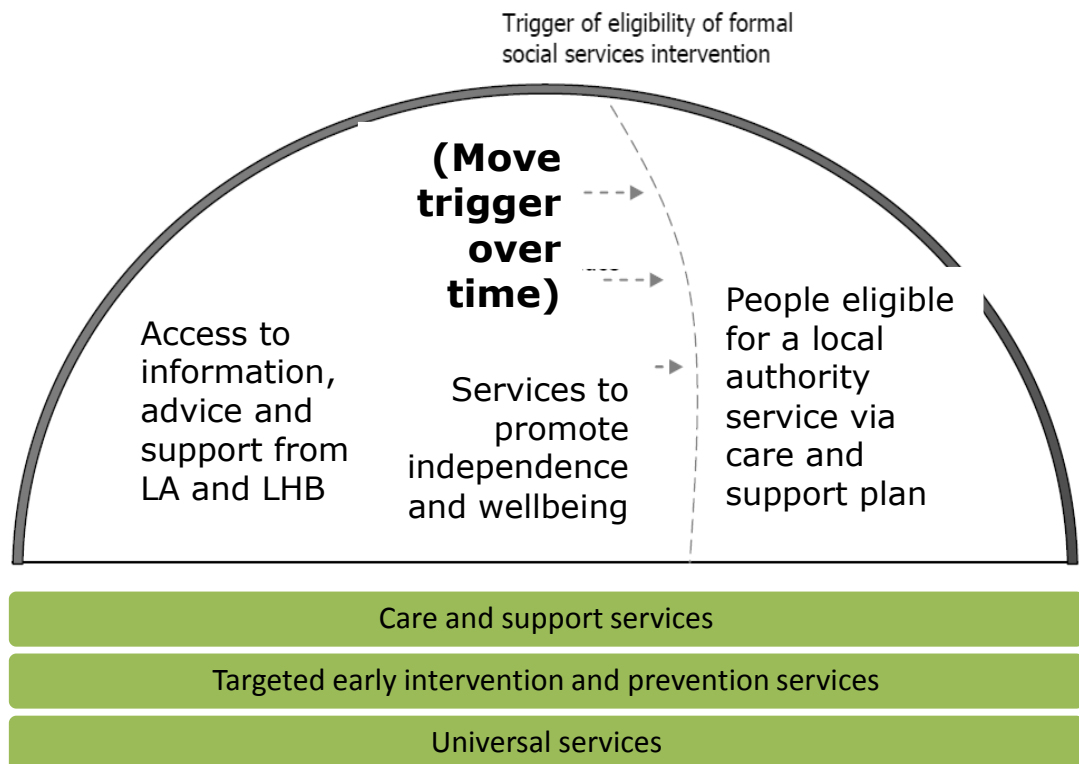 Trigger of eligibility of formal
social services intervention
(Move
trigger
over
time)
Access to
information,
advice and
support from
LA and LHB
Services to
promote
independence
and wellbeing
People eligible
for a local
authority
service via
care and
support plan
Care and support services
Targeted early intervention and prevention services
Universal services